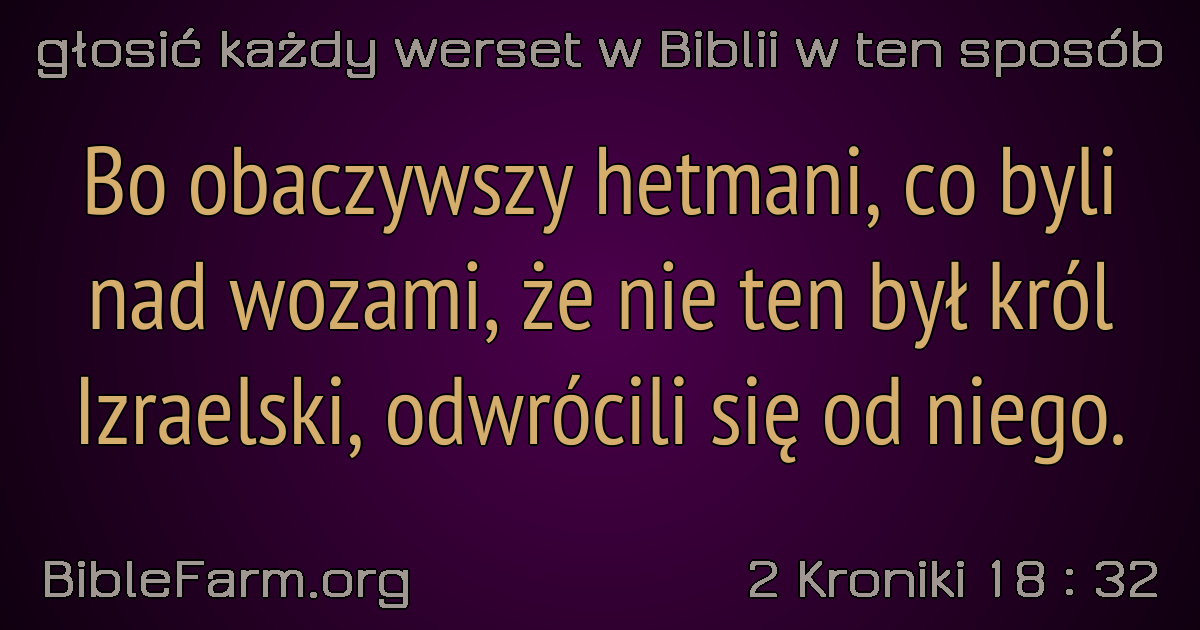 głosić każdy werset w Biblii w ten sposób
Bo obaczywszy hetmani, co byli
nad wozami, że nie ten był król
Izraelski, odwrócili się od niego.
BibleFarm.org
2 Kroniki 18 : 32